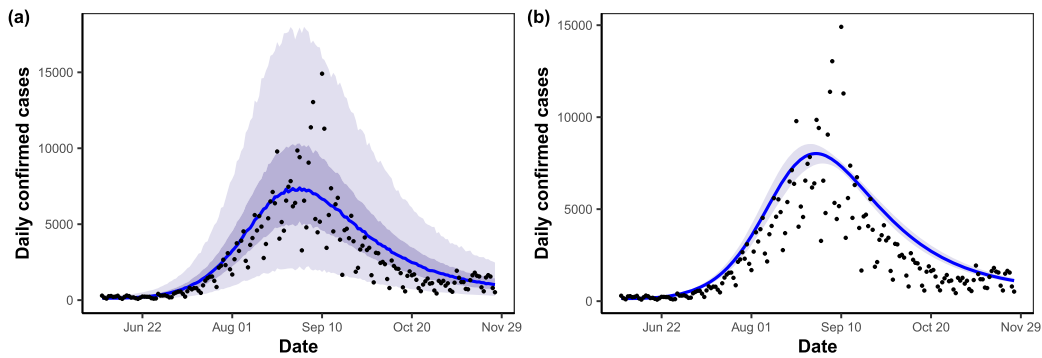 (a)
Daily confirmed cases
15000
10000
5000
0
Jun 22 Aug 01 Sep 10 Oct 20 Nov 29
Date
(b)
Daily confirmed cases
15000
10000
5000
0
Jun 22 Aug 01 Sep 10 Oct 20 Nov 29
Date